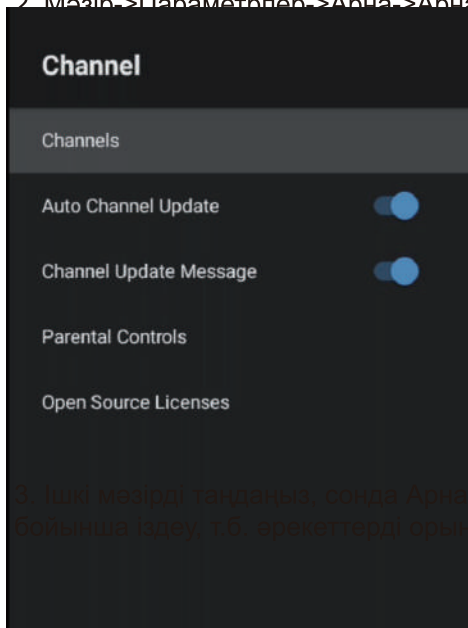 2. Мәзір->Параметрлер->Арна->Арна
Channel
Channels
Auto Channel Update
Channel Update Message
Parental Controls
Open Source Licenses
3. Ішкі мәзірді таңдаңыз, сонда Арна
бойынша іздеу, т.б. әрекеттерді орын